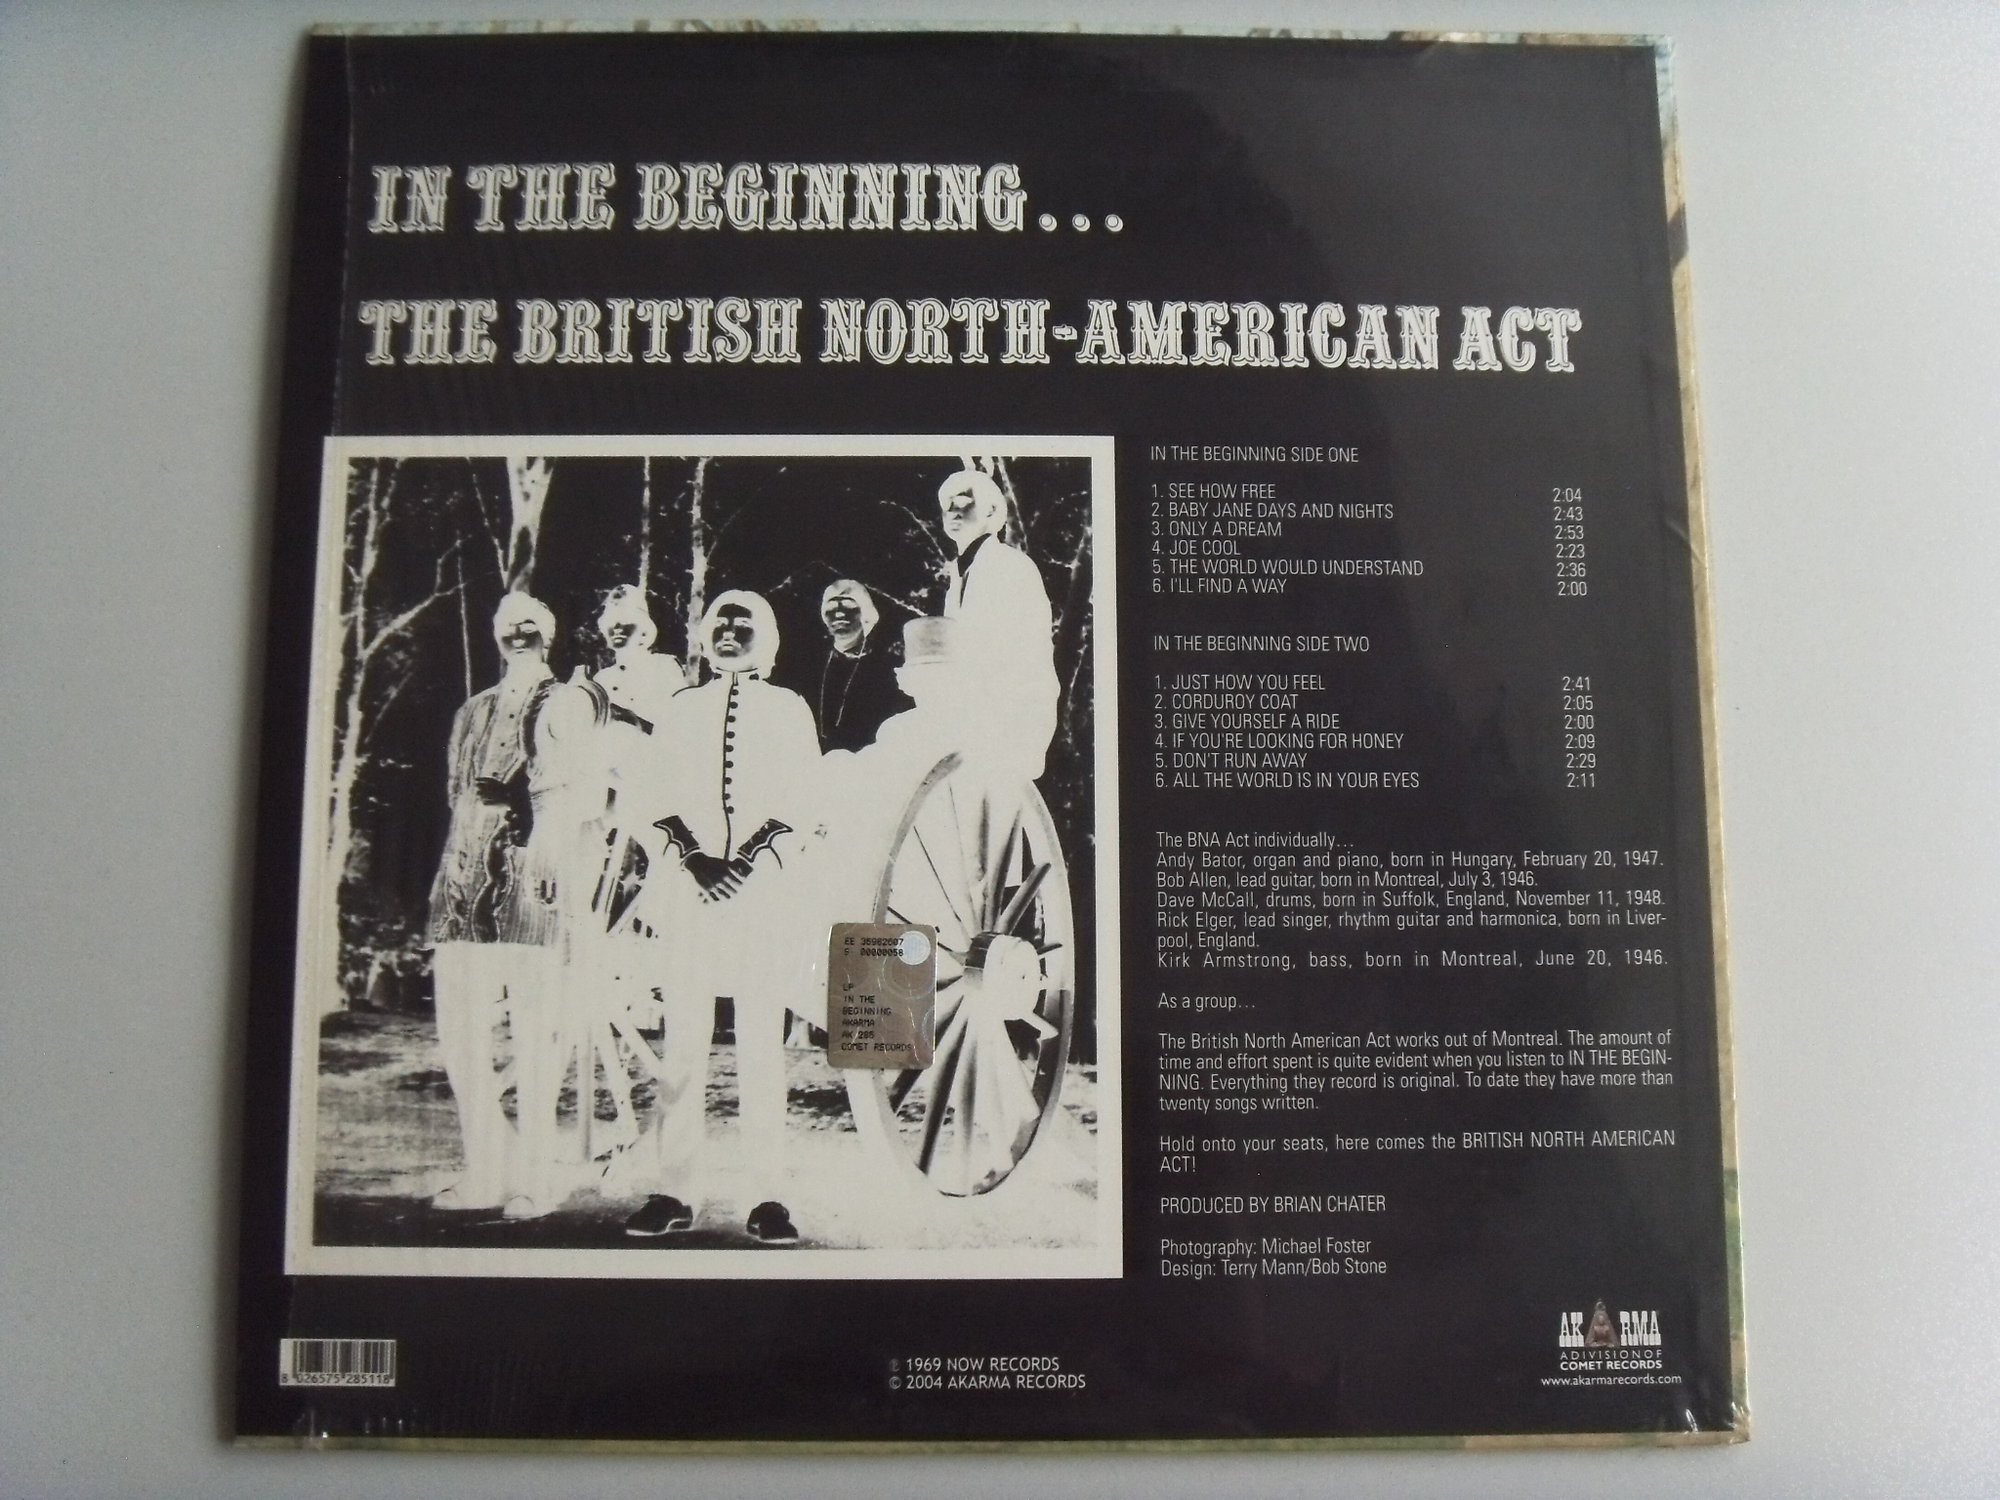 IN THE BEGINNING...
THE BRITISH NORTH-AMERICAN ACT
IN THE BEGINNING SIDE ONE
1. SEE HOW FREE 2:04
2. BABY JANE DAYS AND NIGHTS 2:43
3. ONLY A DREAM 2:53
4. JOE COOL 2:23
5. THE WORLD WOULD UNDERSTAND 2:36
6. I'LL FIND A WAY 2:00
IN THE BEGINNING SIDE TWO
1. JUST HOW YOU FEEL 2:41
2. CORDUROY COAT 2:05
3. GIVE YOURSELF A RIDE 2:00
4. IF YOU'RE LOOKING FOR HONEY 2:09
5. DON'T RUN AWAY 2:29
6. ALL THE WORLD IS IN YOUR EYES 2:11
The BNA Act individually...
Andy Bator, organ and piano, born in Hungary, February 20, 1947.
Bob Allen, lead guitar, born in Montreal, July 3, 1946.
Dave McCall, drums, born in Suffolk, England, November 11, 1948.
Rick Elger, lead singer, rhythm guitar and harmonica, born in Liver-
pool, England.
Kirk Armstrong, bass, born in Montreal, June 20, 1946.
As a group...
The British North American Act works out of Montreal. The amount of
time and effort spent is quite evident when you listen to IN THE BEGIN-
NING. Everything they record is original. To date they have more than
twenty songs written.
Hold onto your seats, here comes the BRITISH NORTH AMERICAN
ACT!
PRODUCED BY BRIAN CHATER
Photography: Michael Foster
Design: Terry Mann/Bob Stone
LP
IN THE
BEGINNING
AKARMA
AK 285
COMET RECORDS
8 026575 285118
℗ 1969 NOW RECORDS
© 2004 AKARMA RECORDS
AKARMA
A DIVISION OF
COMET RECORDS
www.akarmarecords.com